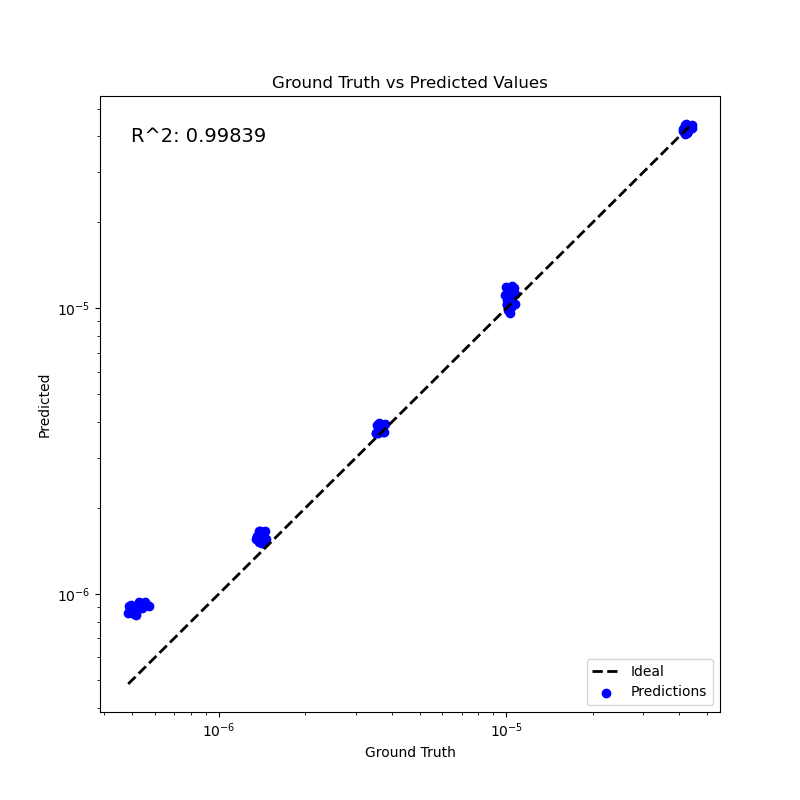 Ground Truth vs Predicted Values
R^2: 0.99839
Predicted
10⁻⁵
10⁻⁶
10⁻⁶ 10⁻⁵
Ground Truth
Ideal
Predictions